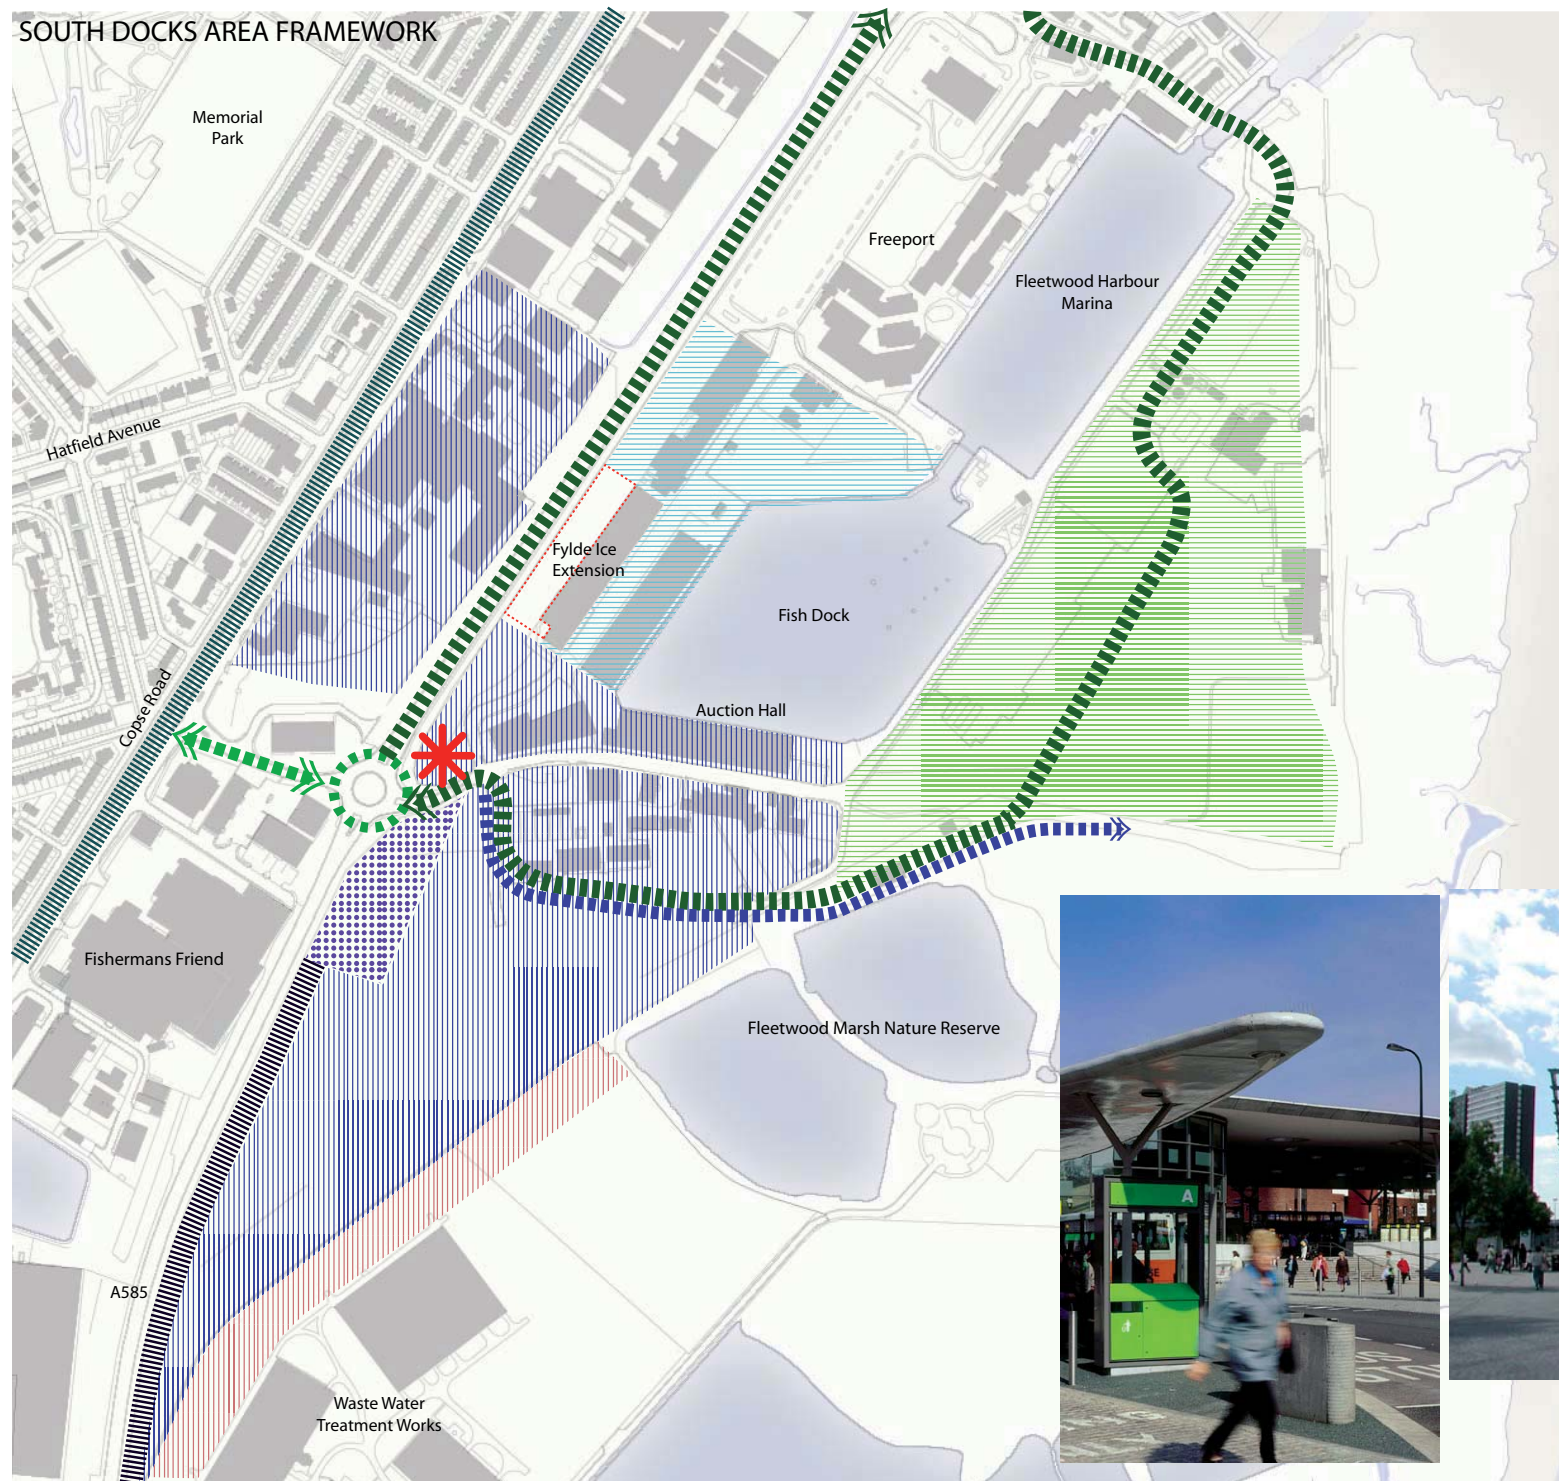 SOUTH DOCKS AREA FRAMEWORK
Memorial
Park
Freeport
Fleetwood Harbour
Marina
Hatfield Avenue
Fylde Ice
Extension
Fish Dock
Copse Road
Auction Hall
Fishermans Friend
Fleetwood Marsh Nature Reserve
A
A585
Waste Water
Treatment Works